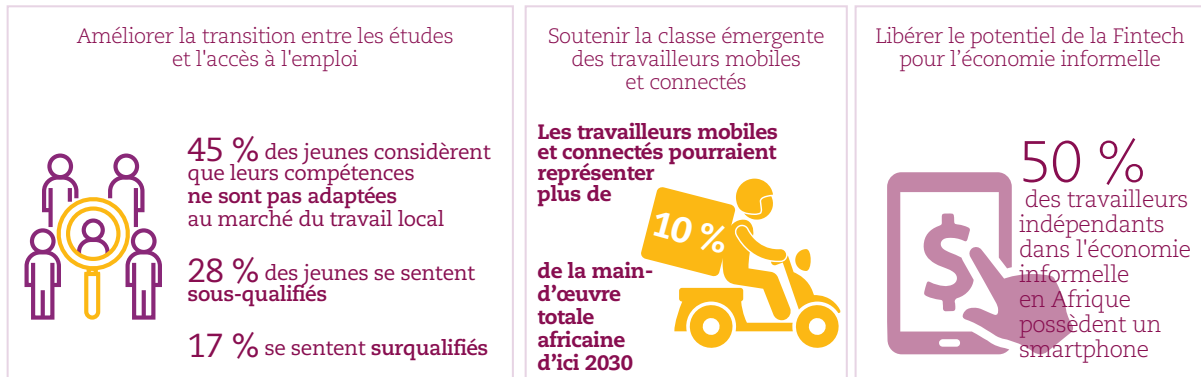 Améliorer la transition entre les études
et l'accès à l'emploi
45 % des jeunes considèrent
que leurs compétences
ne sont pas adaptées
au marché du travail local
28 % des jeunes se sentent
sous-qualifiés
17 % se sentent surqualifiés
Soutenir la classe émergente
des travailleurs mobiles
et connectés
Les travailleurs mobiles
et connectés pourraient
représenter
plus de
10 %
de la main-
d'œuvre
totale
africaine
d'ici 2030
Libérer le potentiel de la Fintech
pour l’économie informelle
50 %
des travailleurs
indépendants
dans l'économie
informelle
en Afrique
possèdent un
smartphone
$